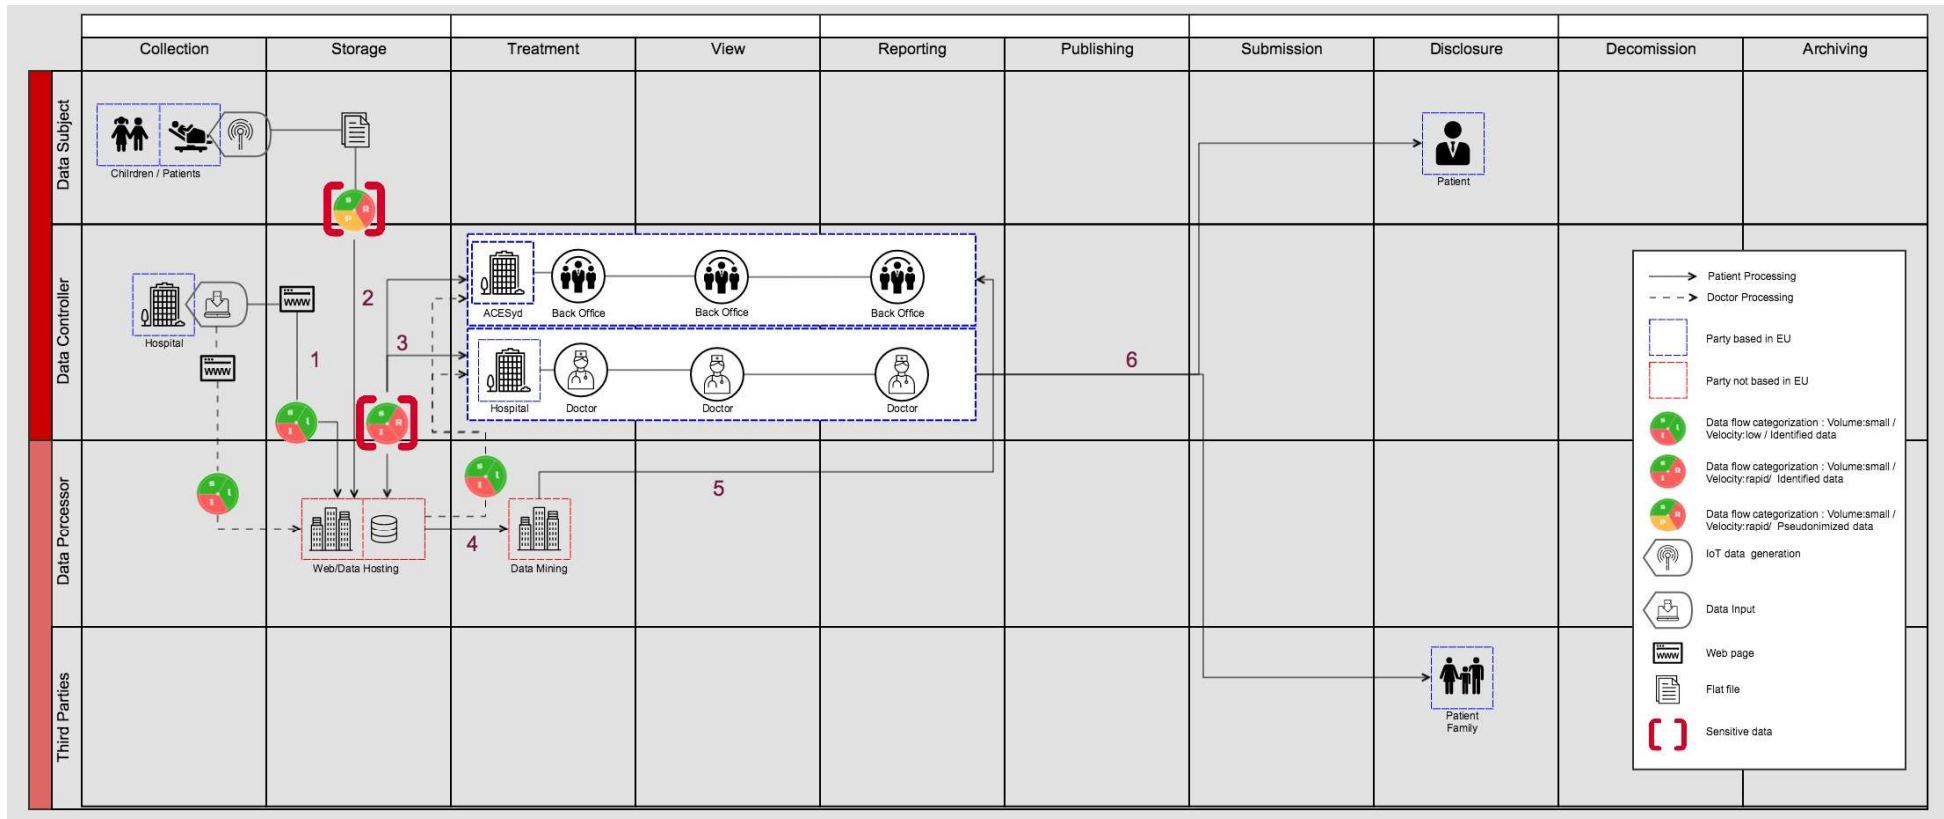 Collection
Storage
Treatment
View
Reporting
Publishing
Submission
Disclosure
Decomission
Archiving
Data Subject
Chilrdren / Patients
Patient
Data Controller
Hospital
WWW
WWW
1
2
3
ACESyd
Back Office
Back Office
Back Office
Hospital
Doctor
Doctor
Doctor
6
S
R
P
S
L
I
S
R
I
Data Porcessor
S
L
I
S
L
I
Web/Data Hosting
4
Data Mining
5
Third Parties
Patient
Family
Patient Processing
Doctor Processing
Party based in EU
Party not based in EU
S
L
I
Data flow categorization : Volume:small /
Velocity:low / Identified data
S
R
I
Data flow categorization : Volume:small /
Velocity:rapid/ Identified data
S
R
P
Data flow categorization : Volume:small /
Velocity:rapid/ Pseudonimized data
IoT data generation
Data Input
WWW
Web page
Flat file
Sensitive data